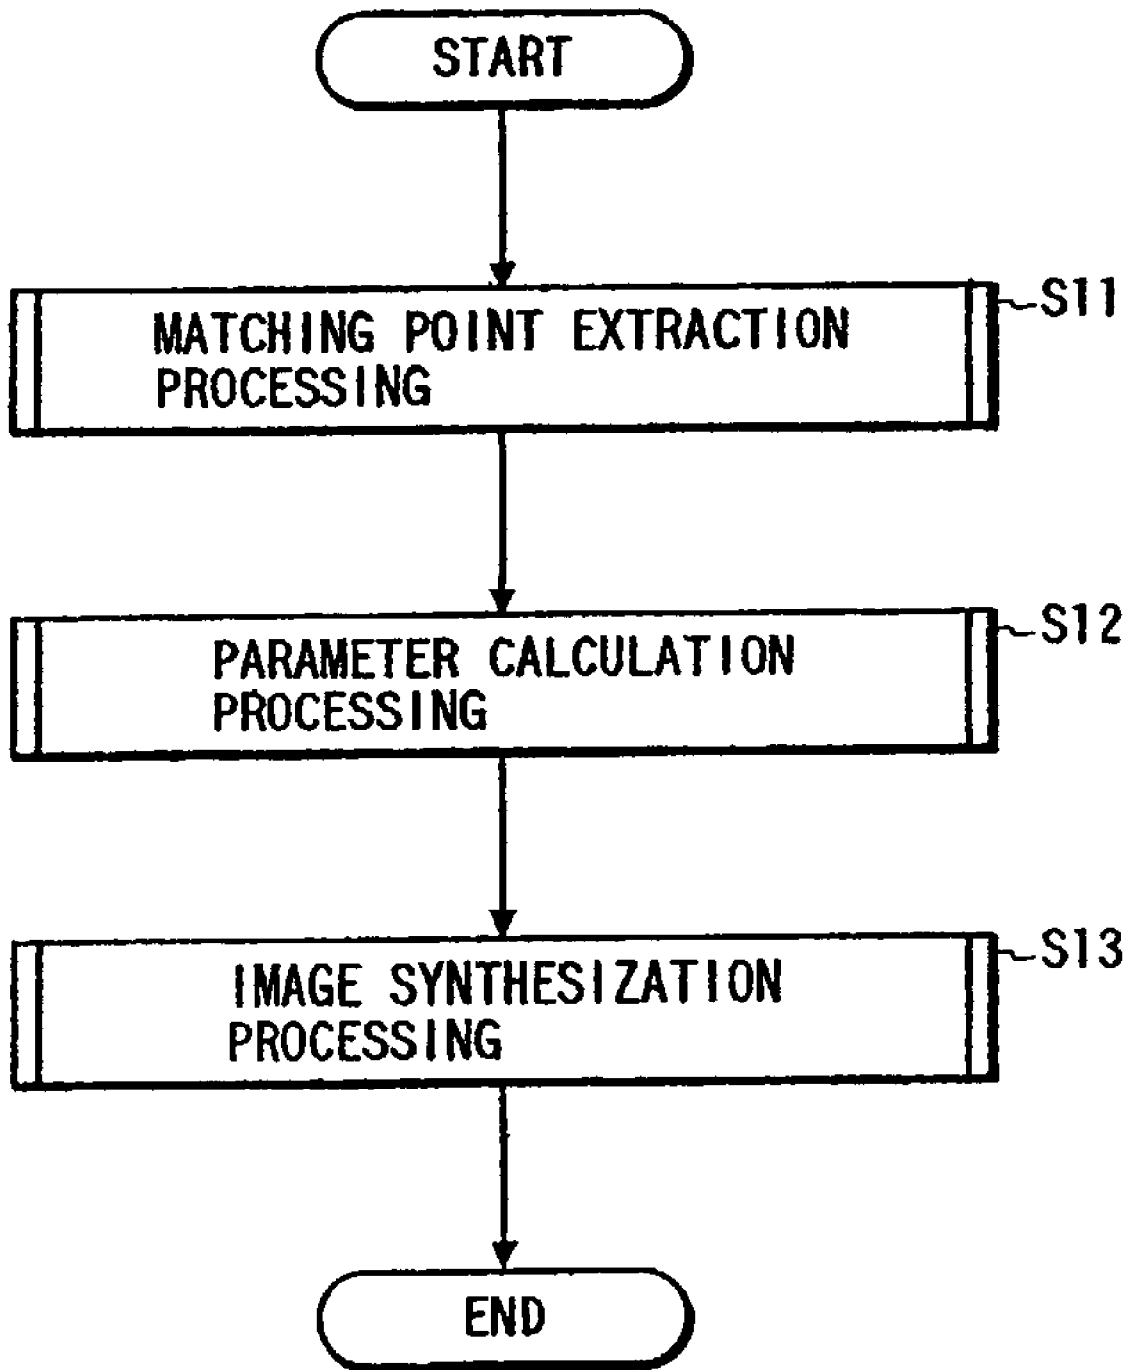 START
MATCHING POINT EXTRACTION
PROCESSING
S11
PARAMETER CALCULATION
PROCESSING
S12
IMAGE SYNTHESIZATION
PROCESSING
S13
END